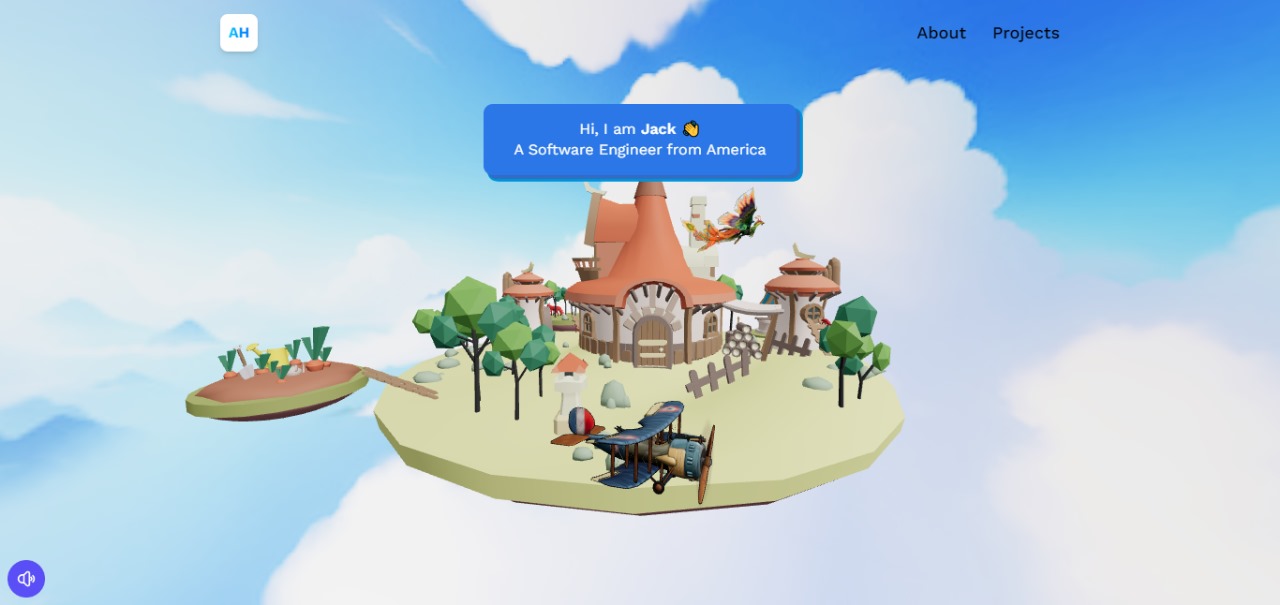 AH
About
Projects
Hi, I am Jack 👋
A Software Engineer from America